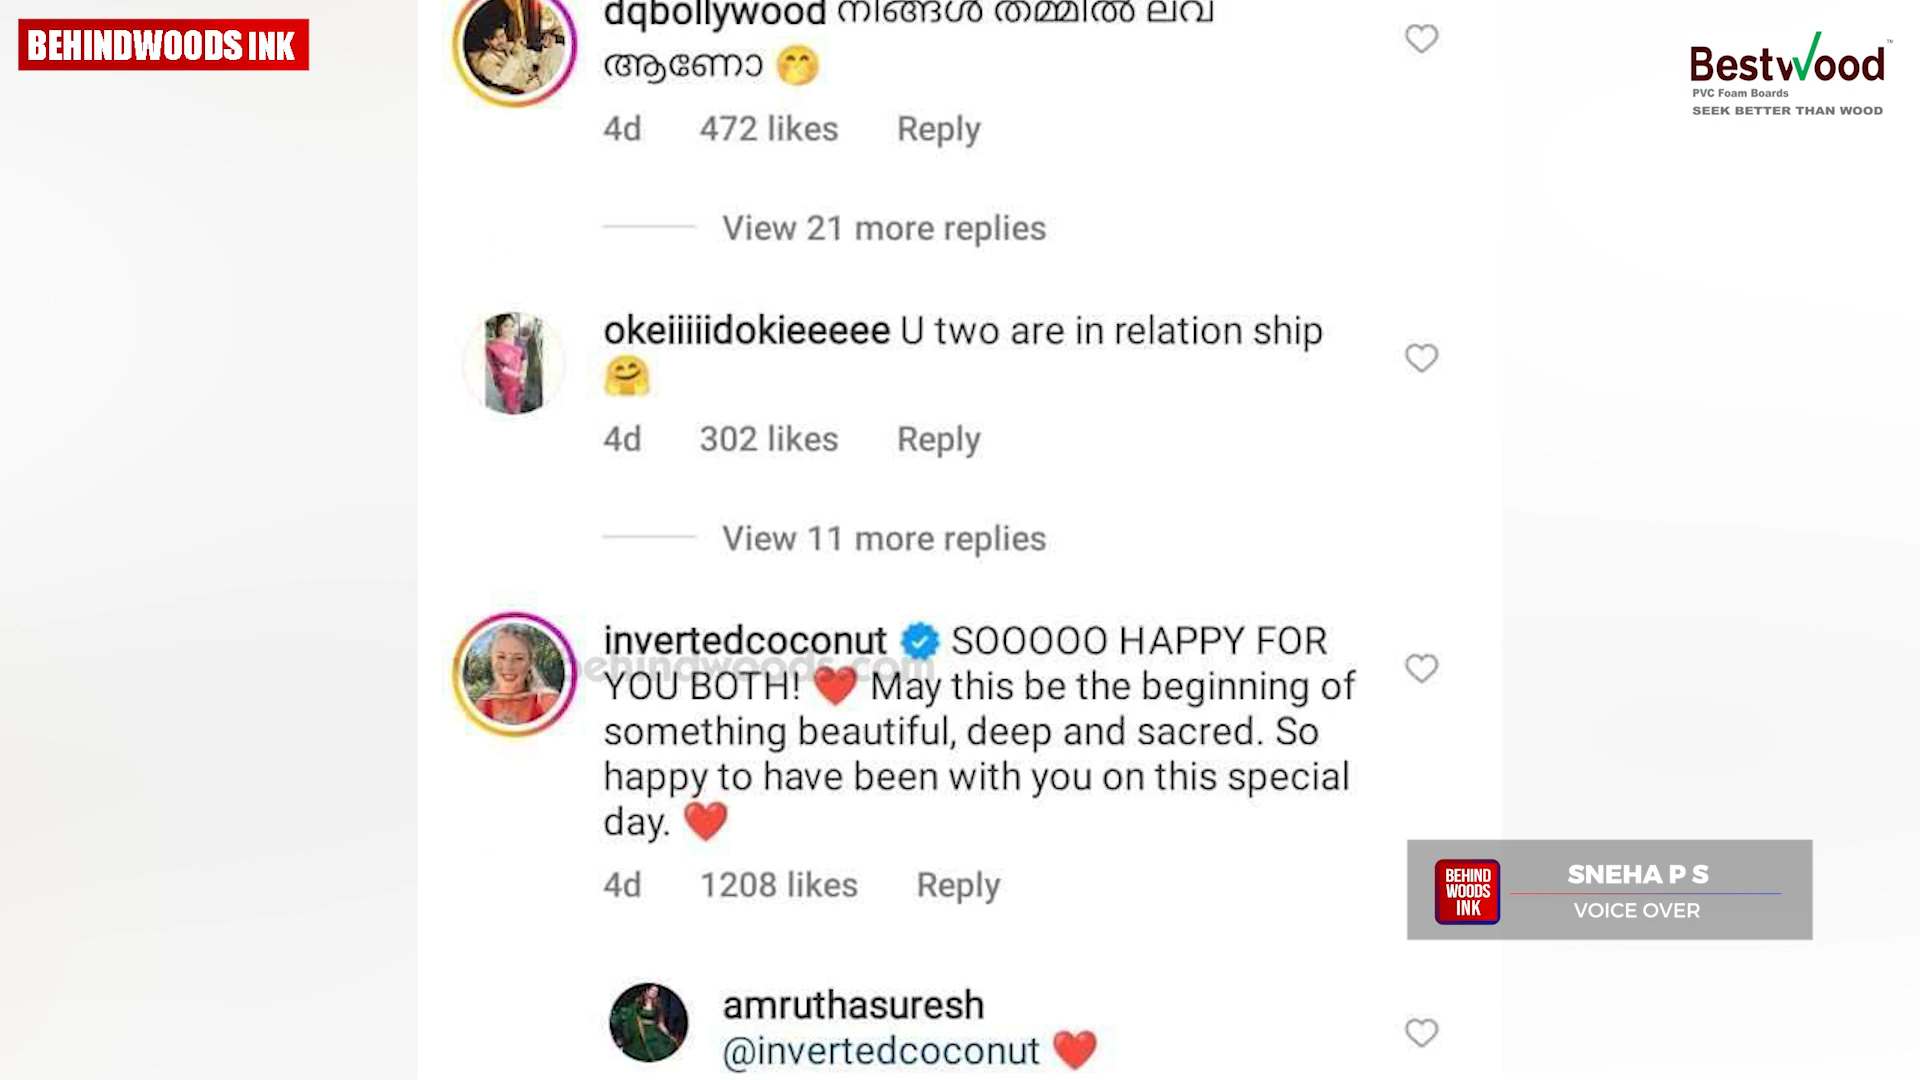 BEHINDWOODS INK
Bestwood
PVC Foam Boards
SEEK BETTER THAN WOOD
dqbollywood നിങ്ങൾ തമ്മിൽ ലവ്
ആണോ 🤭
4d 472 likes Reply
View 21 more replies
okeiiiiidokieeeee U two are in relation ship
🤗
4d 302 likes Reply
View 11 more replies
invertedcoconut SOOOOO HAPPY FOR
YOU BOTH! ❤️ May this be the beginning of
something beautiful, deep and sacred. So
happy to have been with you on this special
day. ❤️
4d 1208 likes Reply
behindwoods.com
amruthasuresh
@invertedcoconut ❤️
BEHIND
WOODS
INK
SNEHA P S
VOICE OVER